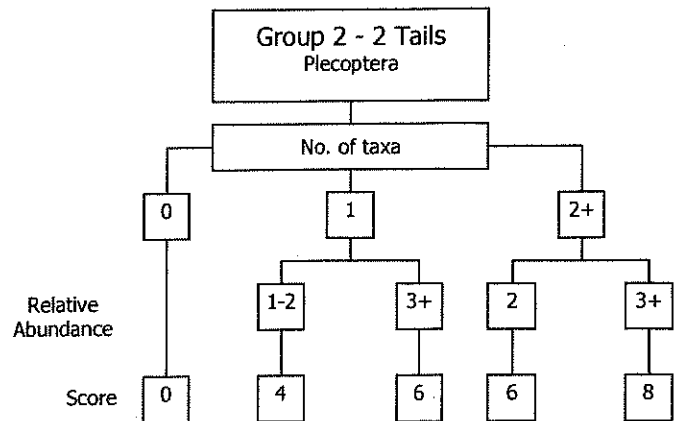 Group 2 - 2 Tails
Plecoptera
No. of taxa
0 1 2+
Relative
Abundance
1-2 3+ 2 3+
Score 0 4 6 6 8